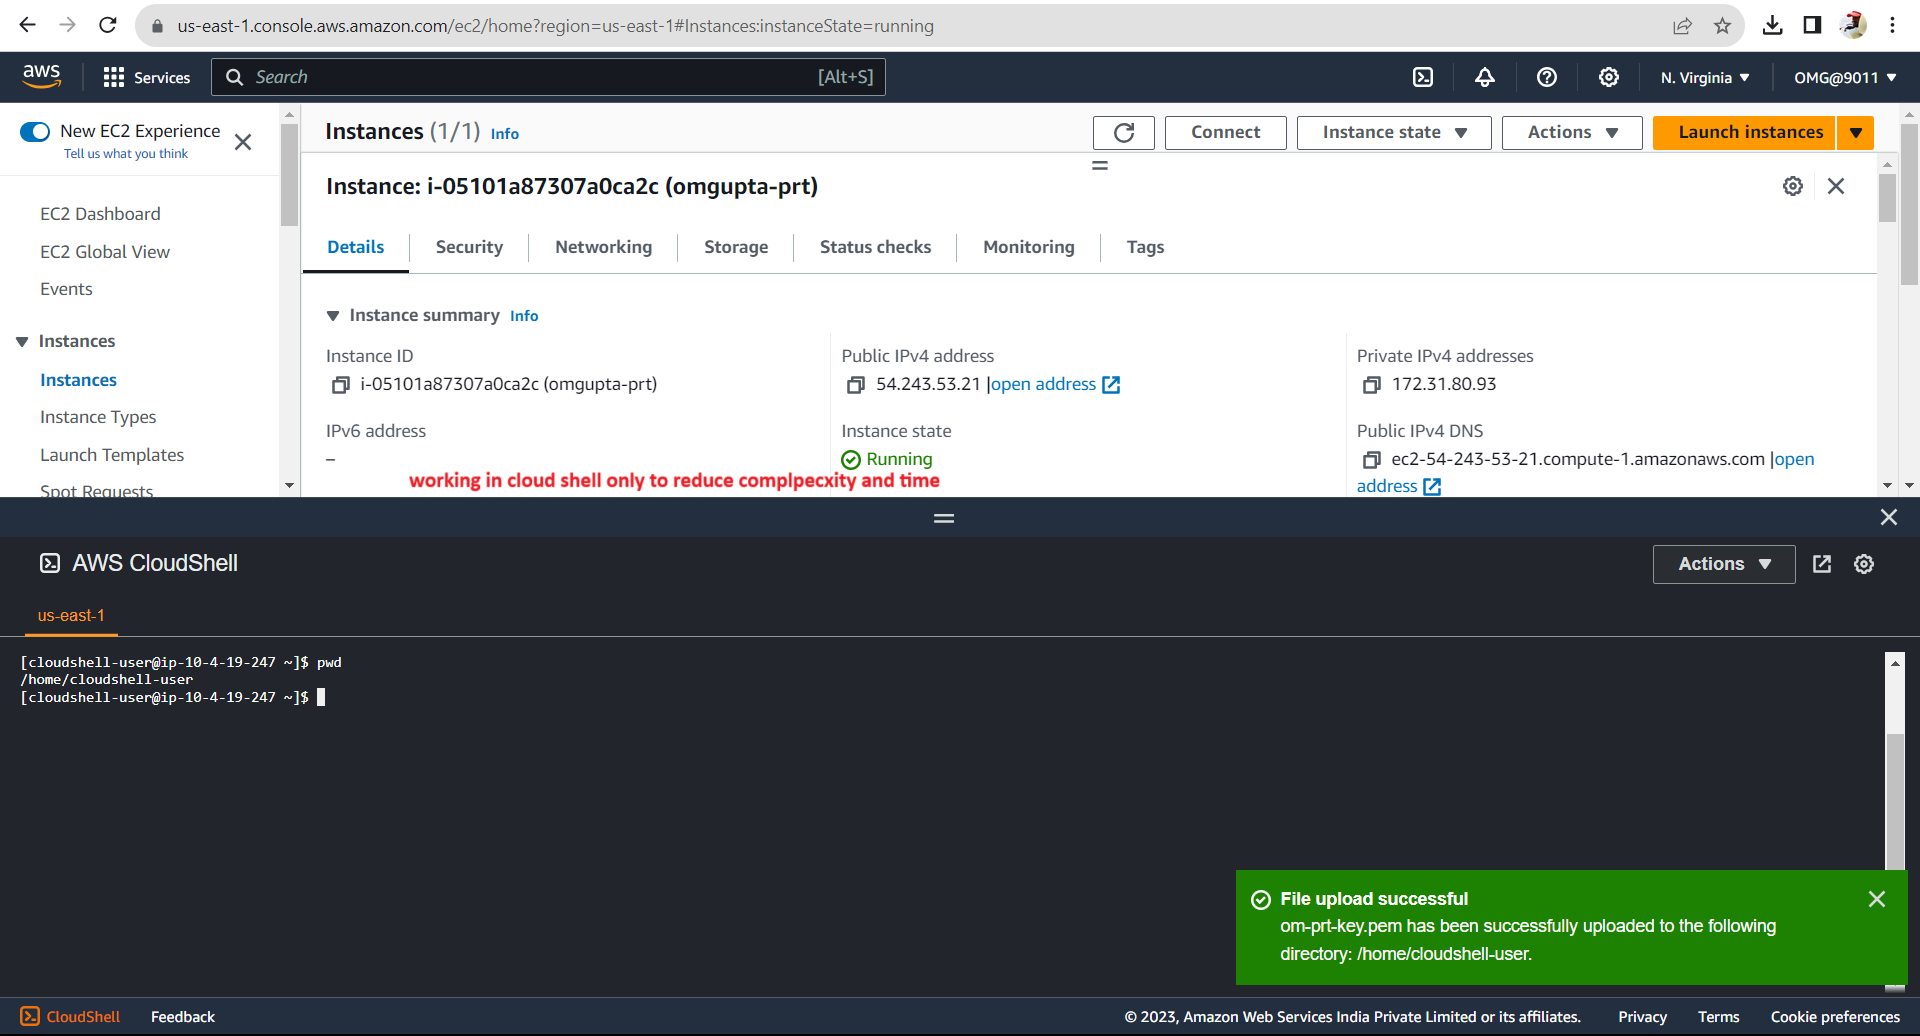 us-east-1.console.aws.amazon.com/ec2/home?region=us-east-1#Instances:instanceState=running
aws
Services
Search
[Alt+S]
N. Virginia
OMG@9011
New EC2 Experience
Tell us what you think
EC2 Dashboard
EC2 Global View
Events
Instances
Instances
Instance Types
Launch Templates
Spot Requests
Instances (1/1) Info
Connect
Instance state
Actions
Launch instances
Instance: i-05101a87307a0ca2c (omgupta-prt)
Details
Security
Networking
Storage
Status checks
Monitoring
Tags
Instance summary Info
Instance ID
i-05101a87307a0ca2c (omgupta-prt)
Public IPv4 address
54.243.53.21 |open address
Private IPv4 addresses
172.31.80.93
IPv6 address
–
Instance state
Running
Public IPv4 DNS
ec2-54-243-53-21.compute-1.amazonaws.com |open
address
working in cloud shell only to reduce complpecxity and time
AWS CloudShell
Actions
us-east-1
[cloudshell-user@ip-10-4-19-247 ~]$ pwd
/home/cloudshell-user
[cloudshell-user@ip-10-4-19-247 ~]$
File upload successful
om-prt-key.pem has been successfully uploaded to the following
directory: /home/cloudshell-user.
CloudShell
Feedback
© 2023, Amazon Web Services India Private Limited or its affiliates.
Privacy
Terms
Cookie preferences